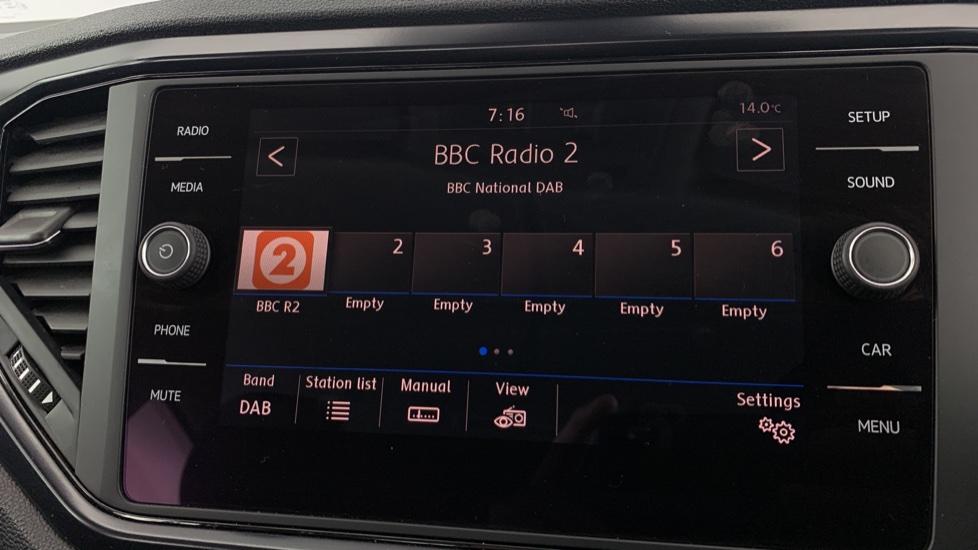 7:16
14.0°C
RADIO
SETUP
<
BBC Radio 2
>
MEDIA
BBC National DAB
SOUND
2
2
3
4
5
6
BBC R2
Empty
Empty
Empty
Empty
Empty
PHONE
CAR
MUTE
MENU
Band
Station list
Manual
View
Settings
DAB